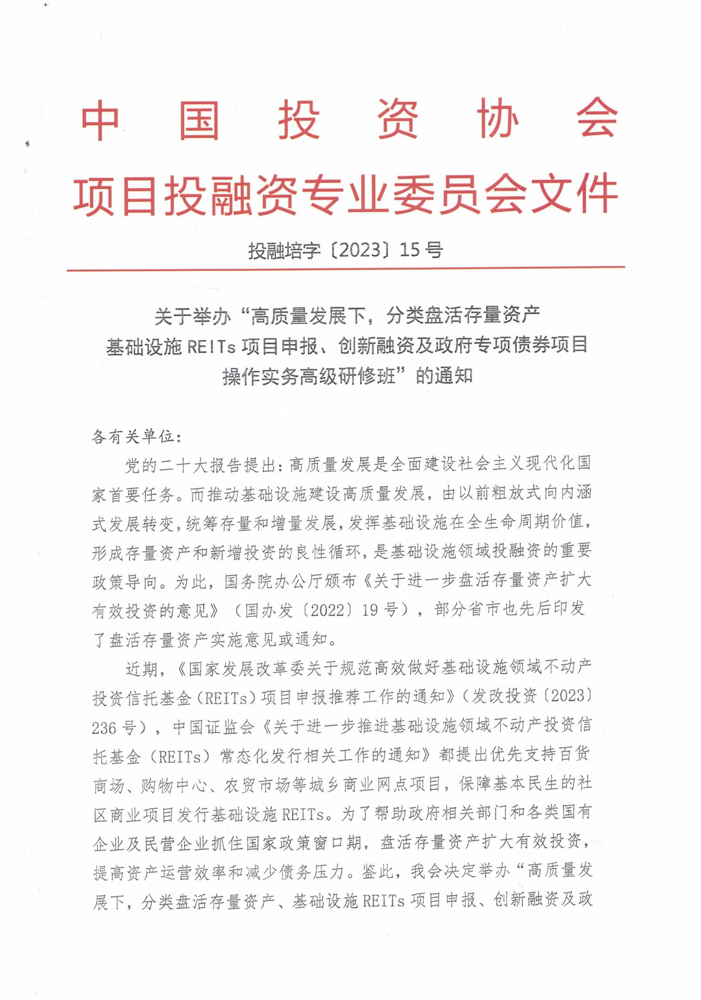 中国投资协会
项目投融资专业委员会文件
投融培字〔2023〕15号
关于举办“高质量发展下，分类盘活存量资产
基础设施 REITs 项目申报、创新融资及政府专项债券项目
操作实务高级研修班”的通知
各有关单位：
党的二十大报告提出：高质量发展是全面建设社会主义现代化国
家首要任务。而推动基础设施建设高质量发展，由以前粗放式向内涵
式发展转变，统筹存量和增量发展，发挥基础设施在全生命周期价值，
形成存量资产和新增投资的良性循环，是基础设施领域投融资的重要
政策导向。为此，国务院办公厅颁布《关于进一步盘活存量资产扩大
有效投资的意见》（国办发〔2022〕19 号），部分省市也先后印发
了盘活存量资产实施意见或通知。
近期，《国家发展改革委关于规范高效做好基础设施领域不动产
投资信托基金（REITs）项目申报推荐工作的通知》（发改投资〔2023〕
236 号），中国证监会《关于进一步推进基础设施领域不动产投资信
托基金（REITs）常态化发行相关工作的通知》都提出优先支持百货
商场、购物中心、农贸市场等城乡商业网点项目，保障基本民生的社
区商业项目发行基础设施 REITs。为了帮助政府相关部门和各类国有
企业及民营企业抓住国家政策窗口期，盘活存量资产扩大有效投资，
提高资产运营效率和减少债务压力。鉴此，我会决定举办“高质量发
展下，分类盘活存量资产、基础设施 REITs 项目申报、创新融资及政